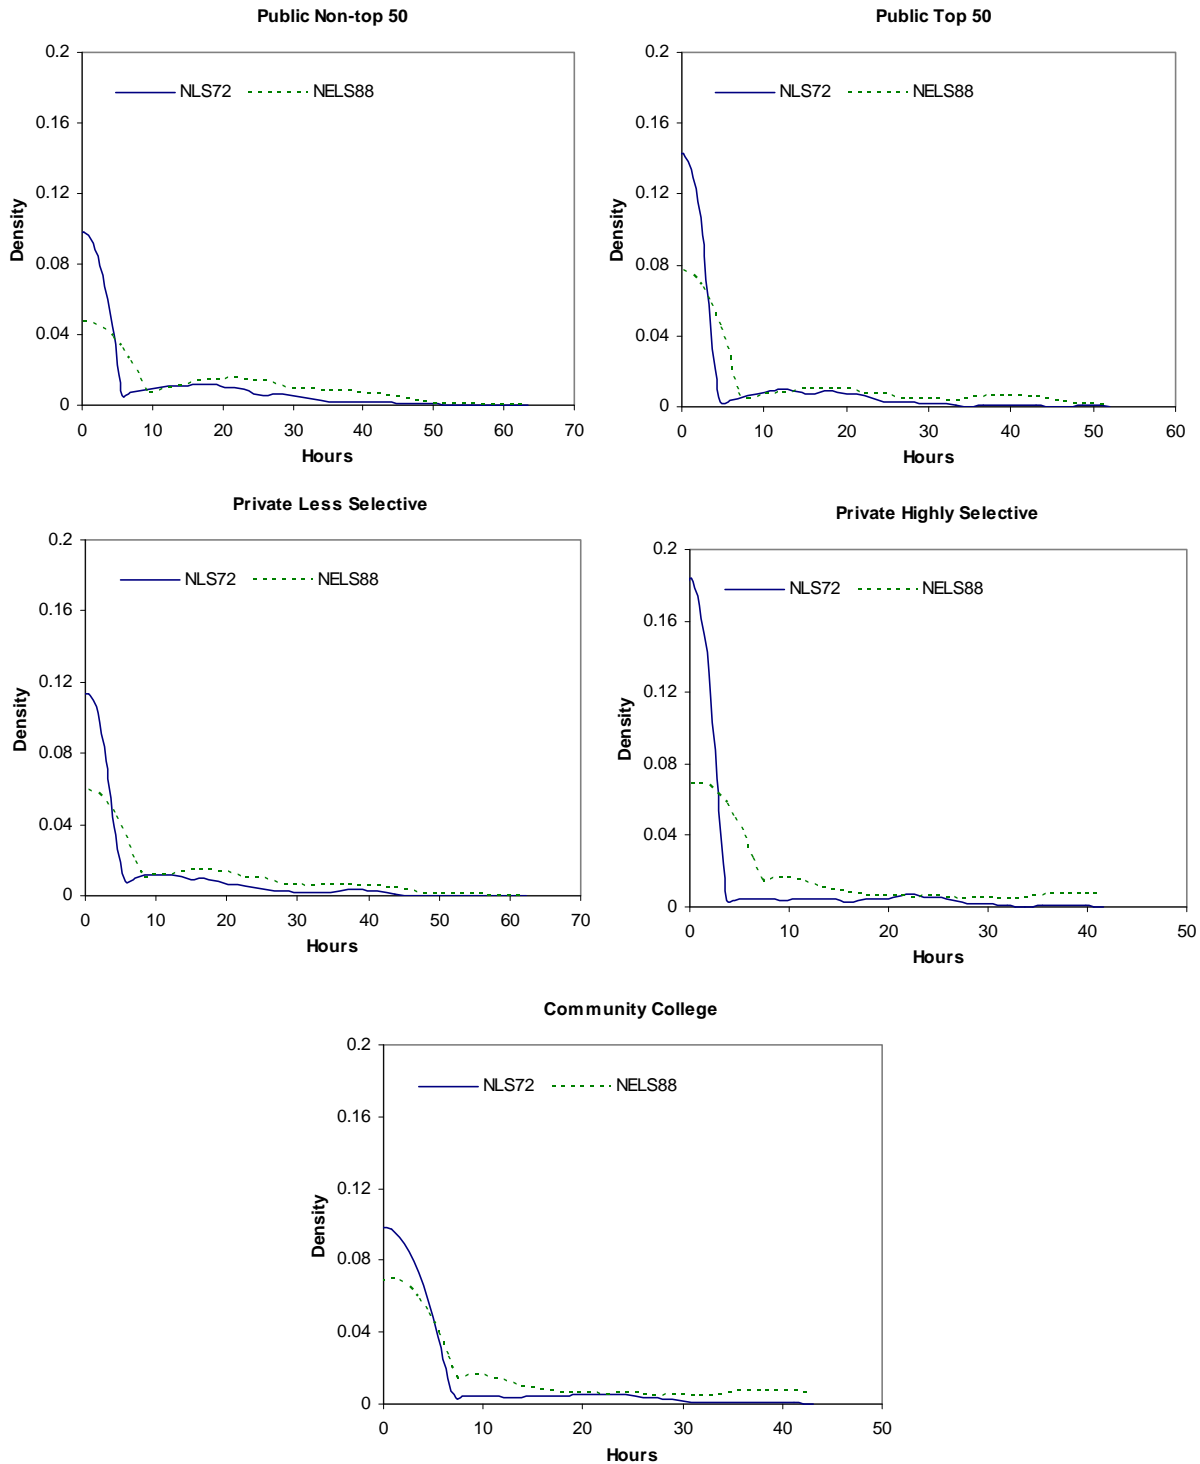 Public Non-top 50
0.2
0.16
0.12
0.08
0.04
0
Density
NLS72 NELS88
0 10 20 30 40 50 60 70
Hours
Public Top 50
0.2
0.16
0.12
0.08
0.04
0
Density
NLS72 NELS88
0 10 20 30 40 50 60
Hours
Private Less Selective
0.2
0.16
0.12
0.08
0.04
0
Density
NLS72 NELS88
0 10 20 30 40 50 60 70
Hours
Private Highly Selective
0.2
0.16
0.12
0.08
0.04
0
Density
NLS72 NELS88
0 10 20 30 40 50
Hours
Community College
0.2
0.16
0.12
0.08
0.04
0
Density
NLS72 NELS88
0 10 20 30 40 50
Hours